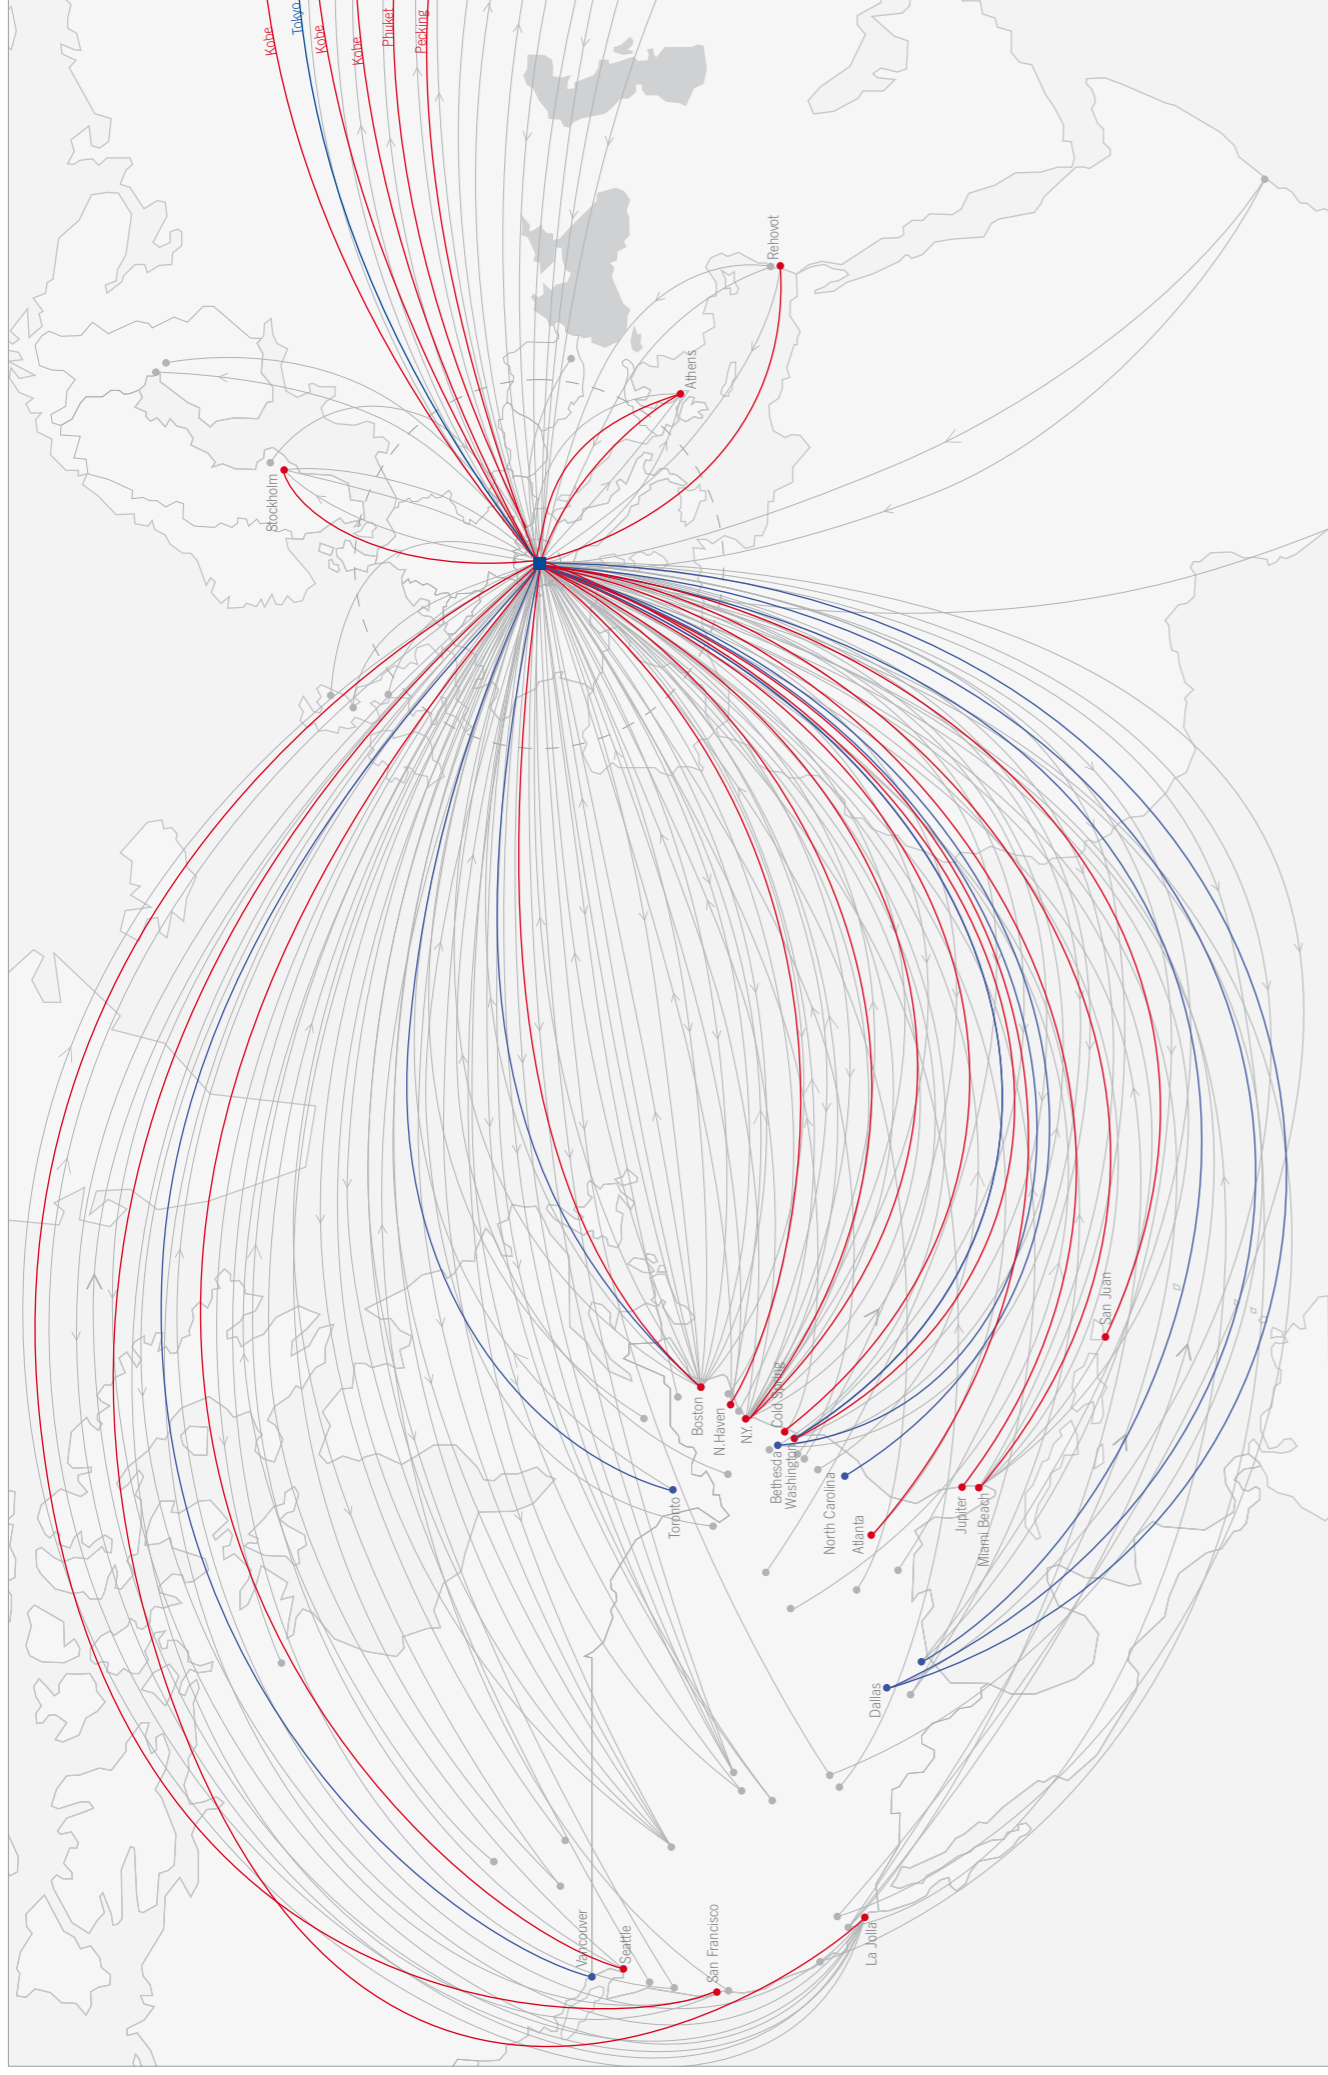 Kobe
Tokyo
Kobe
Kobe
Phuket
Pecking
Rehovot
Athens
Stockholm
San Juan
Boston
N.Haven
N.Y.
Cold Spring
Bethesda
Washington
Toronto
North Carolina
Atlanta
Jupiter
Miami Beach
Dallas
Vancouver
Seattle
San Francisco
La Jolla